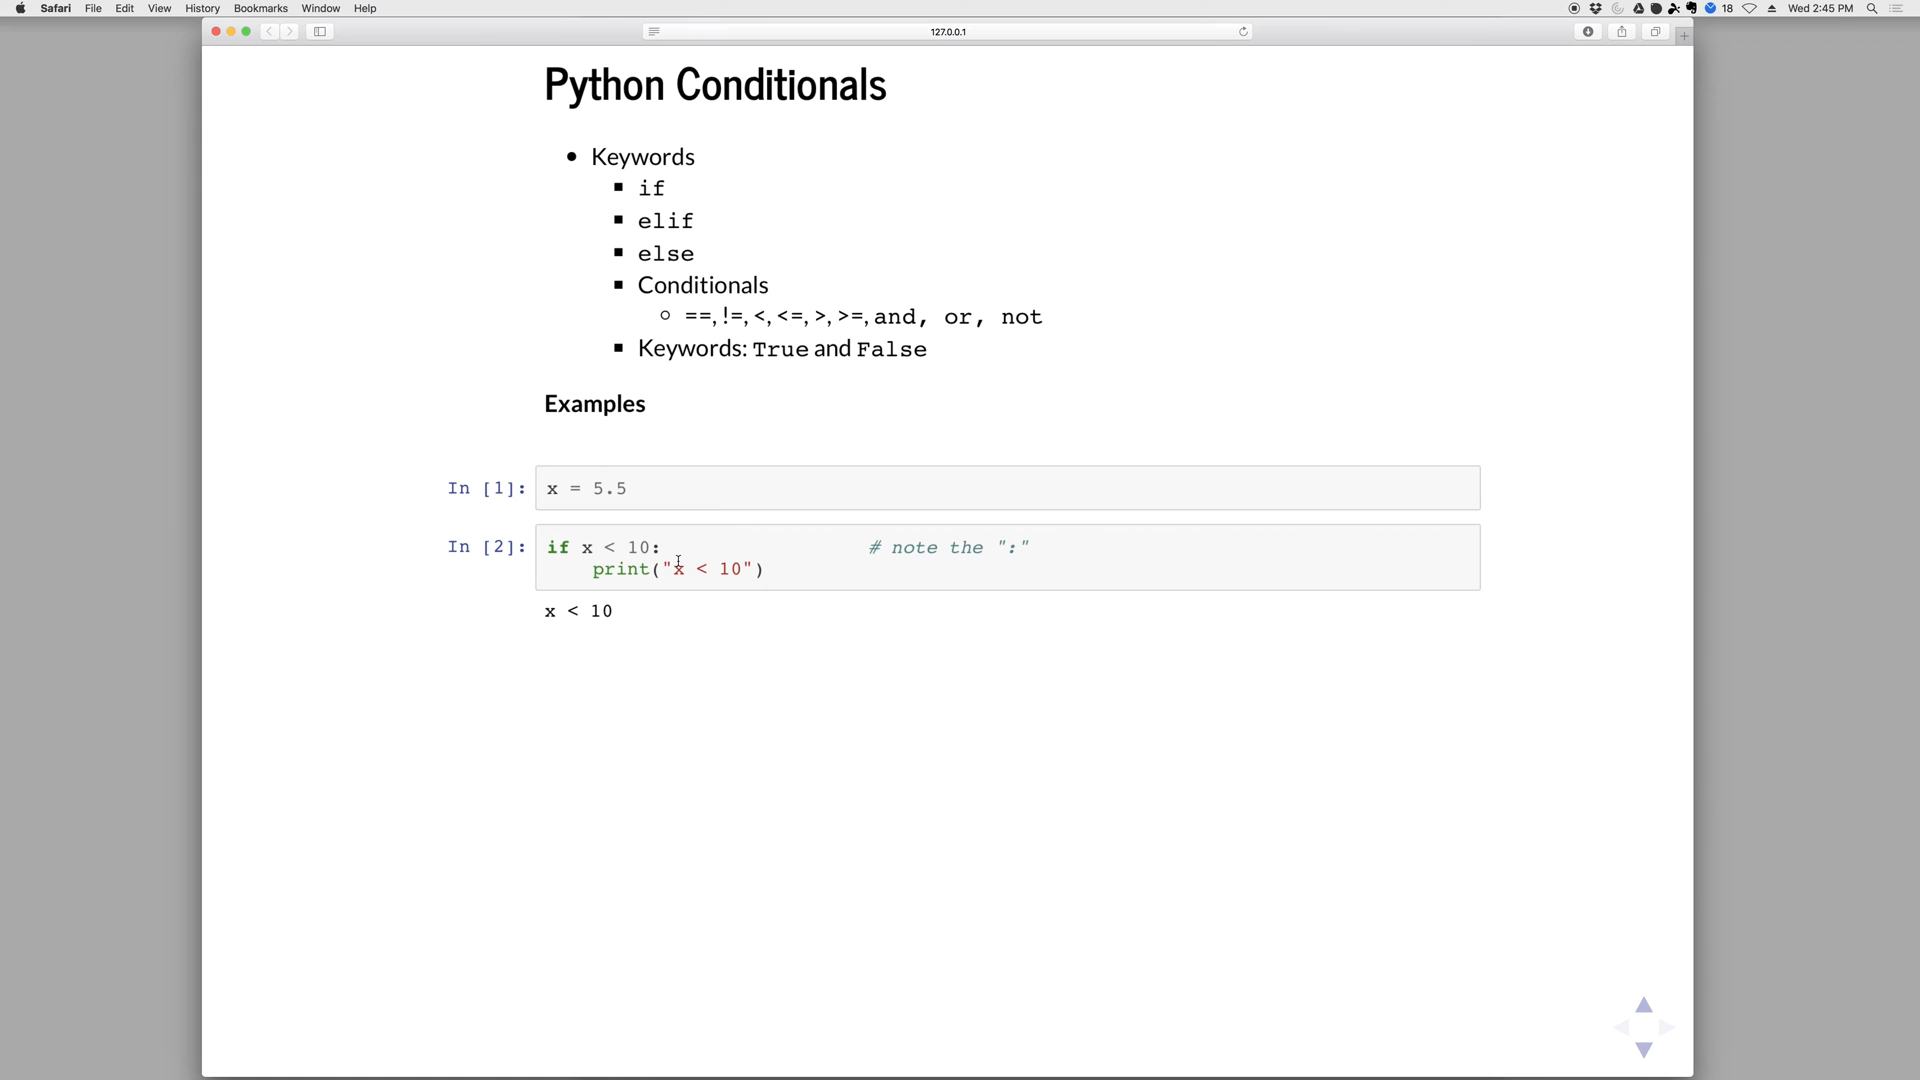 Safari File Edit View History Bookmarks Window Help 18 Wed 2:45 PM
127.0.0.1
Python Conditionals
• Keywords
▪ if
▪ elif
▪ else
▪ Conditionals
○ ==, !=, <, <=, >, >=, and, or, not
▪ Keywords: True and False
Examples
In [1]: x = 5.5
In [2]: if x < 10: # note the ":"
print("x < 10")
x < 10